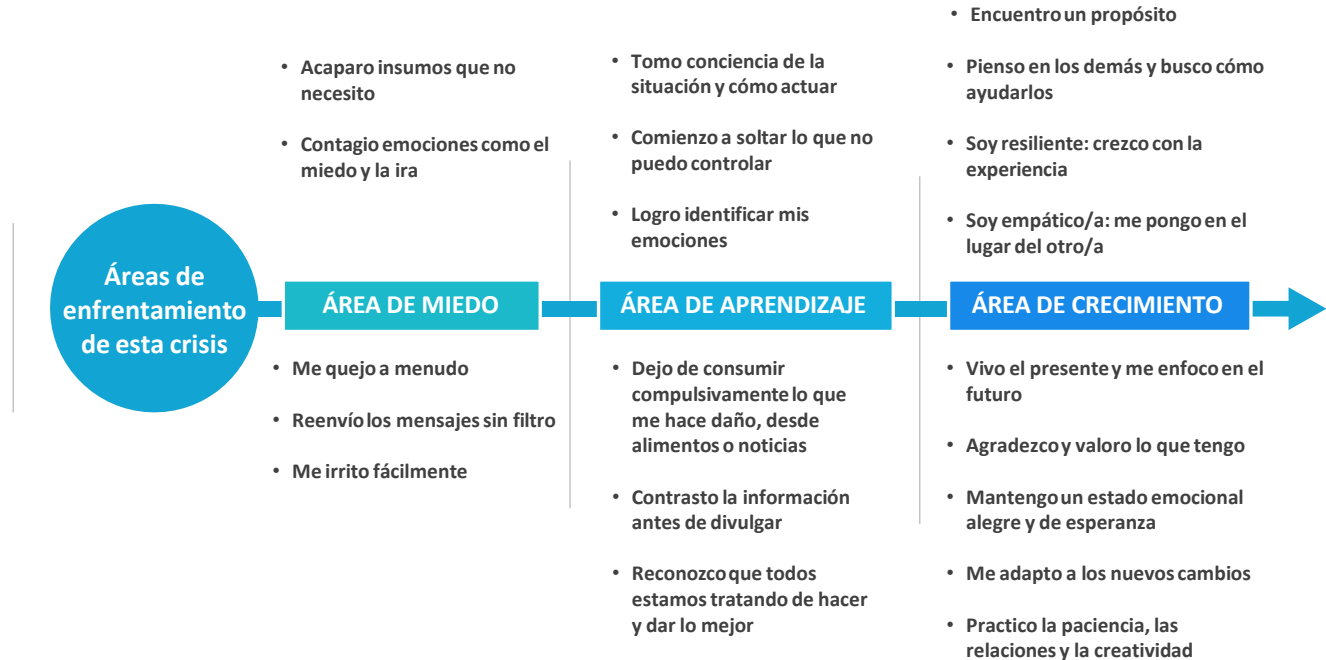 Áreas de
enfrentamiento
de esta crisis
• Acaparo insumos que no
necesito
• Contagio emociones como el
miedo y la ira
ÁREA DE MIEDO
• Me quejo a menudo
• Reenvío los mensajes sin filtro
• Me irrito fácilmente
• Tomo conciencia de la
situación y cómo actuar
• Comienzo a soltar lo que no
puedo controlar
• Logro identificar mis
emociones
ÁREA DE APRENDIZAJE
• Dejo de consumir
compulsivamente lo que
me hace daño, desde
alimentos o noticias
• Contrasto la información
antes de divulgar
• Reconozco que todos
estamos tratando de hacer
y dar lo mejor
• Encuentro un propósito
• Pienso en los demás y busco cómo
ayudarlos
• Soy resiliente: crezco con la
experiencia
• Soy empático/a: me pongo en el
lugar del otro/a
ÁREA DE CRECIMIENTO
• Vivo el presente y me enfoco en el
futuro
• Agradezco y valoro lo que tengo
• Mantengo un estado emocional
alegre y de esperanza
• Me adapto a los nuevos cambios
• Practico la paciencia, las
relaciones y la creatividad